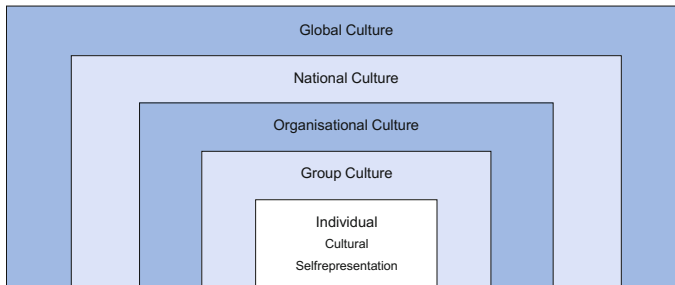 Global Culture
National Culture
Organisational Culture
Group Culture
Individual
Cultural
Selfrepresentation